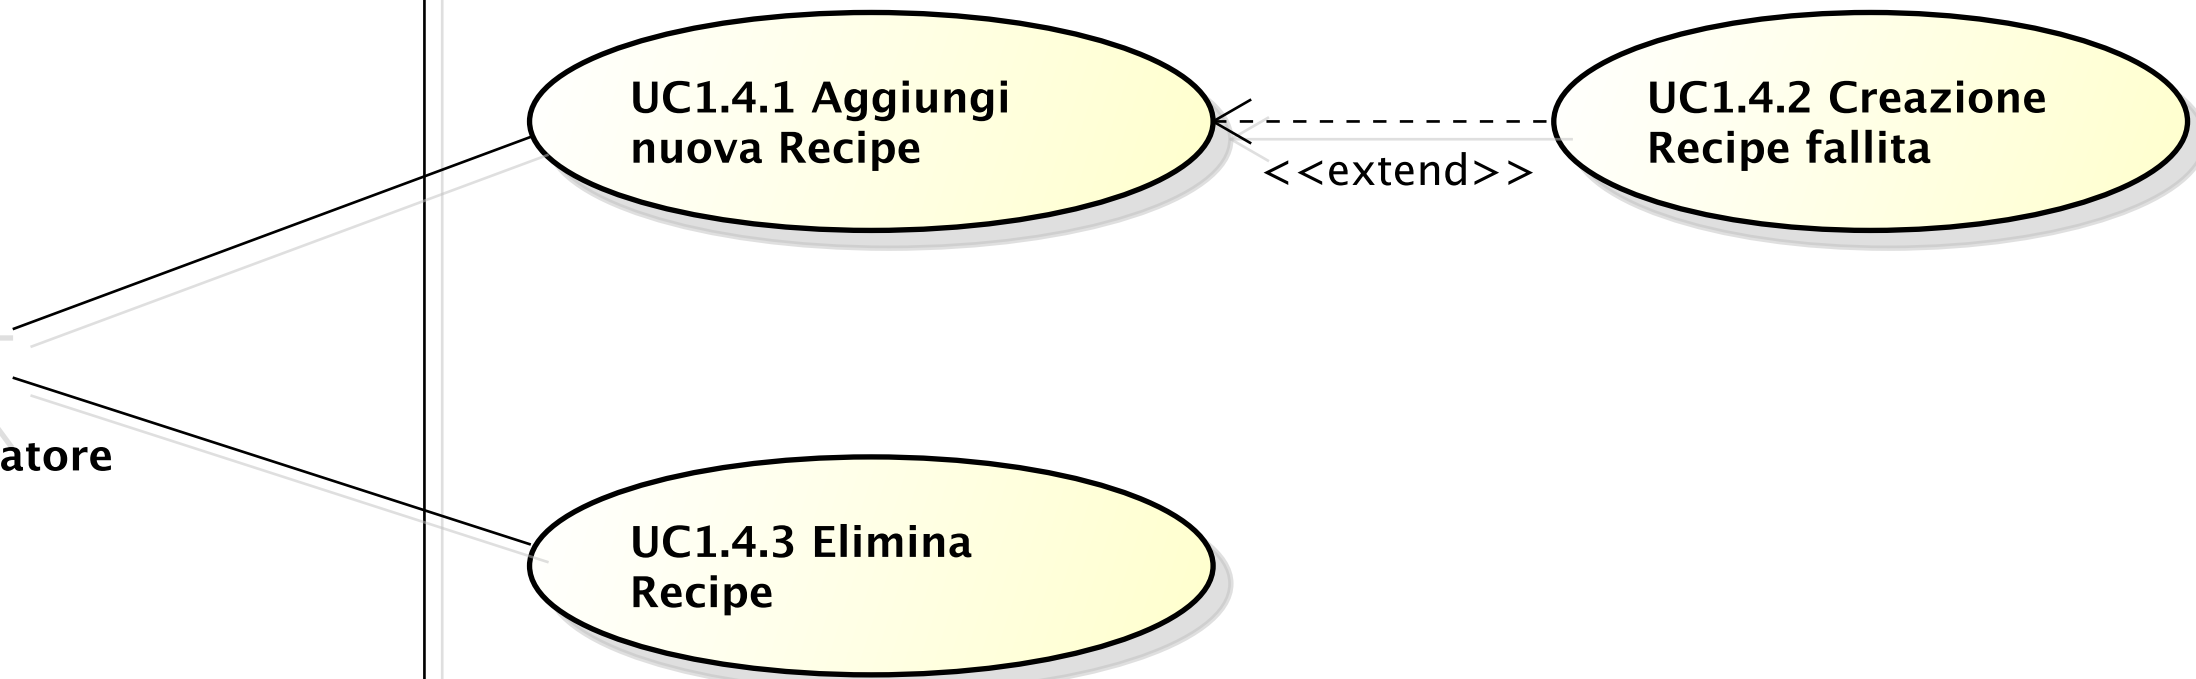 UC1.4.1 Aggiungi
nuova Recipe
<<extend>>
UC1.4.2 Creazione
Recipe fallita
atore
UC1.4.3 Elimina
Recipe